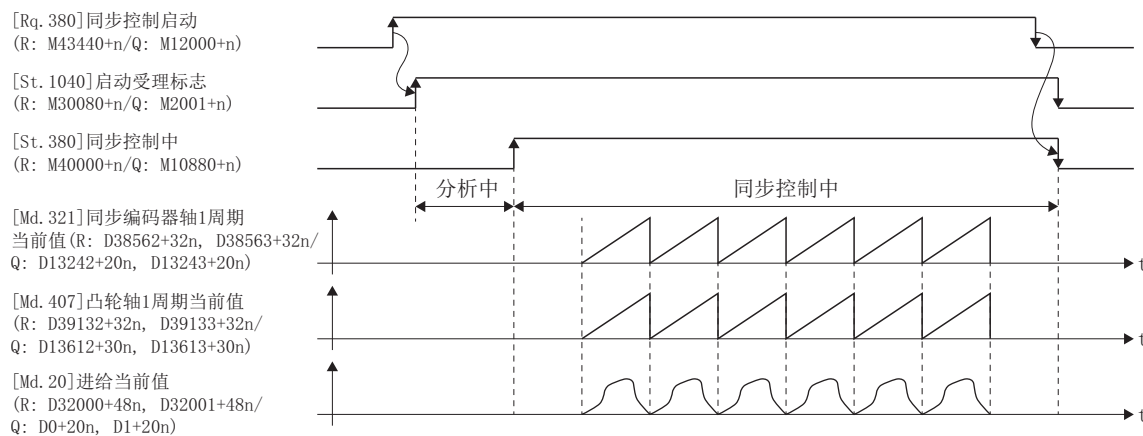 [Rq.380]同步控制启动
(R: M43440+n/Q: M12000+n)
[St.1040]启动受理标志
(R: M30080+n/Q: M2001+n)
[St.380]同步控制中
(R: M40000+n/Q: M10880+n)
分析中
同步控制中
[Md.321]同步编码器轴1周期
当前值(R: D38562+32n, D38563+32n/
Q: D13242+20n, D13243+20n)
t
[Md.407]凸轮轴1周期当前值
(R: D39132+32n, D39133+32n/
Q: D13612+30n, D13613+30n)
t
[Md.20]进给当前值
(R: D32000+48n, D32001+48n/
Q: D0+20n, D1+20n)
t